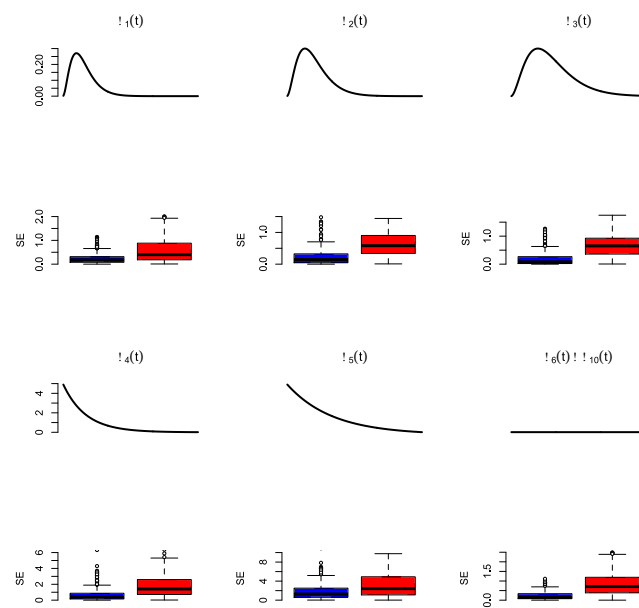 ! 1(t)
! 2(t)
! 3(t)
0.00 0.20
SE
0.0 1.0 2.0
SE
0.0 1.0
SE
0.0 1.0
! 4(t)
! 5(t)
! 6(t) ! ! 10(t)
0 2 4
SE
0 2 4 6
SE
0 4 8
SE
0.0 1.5